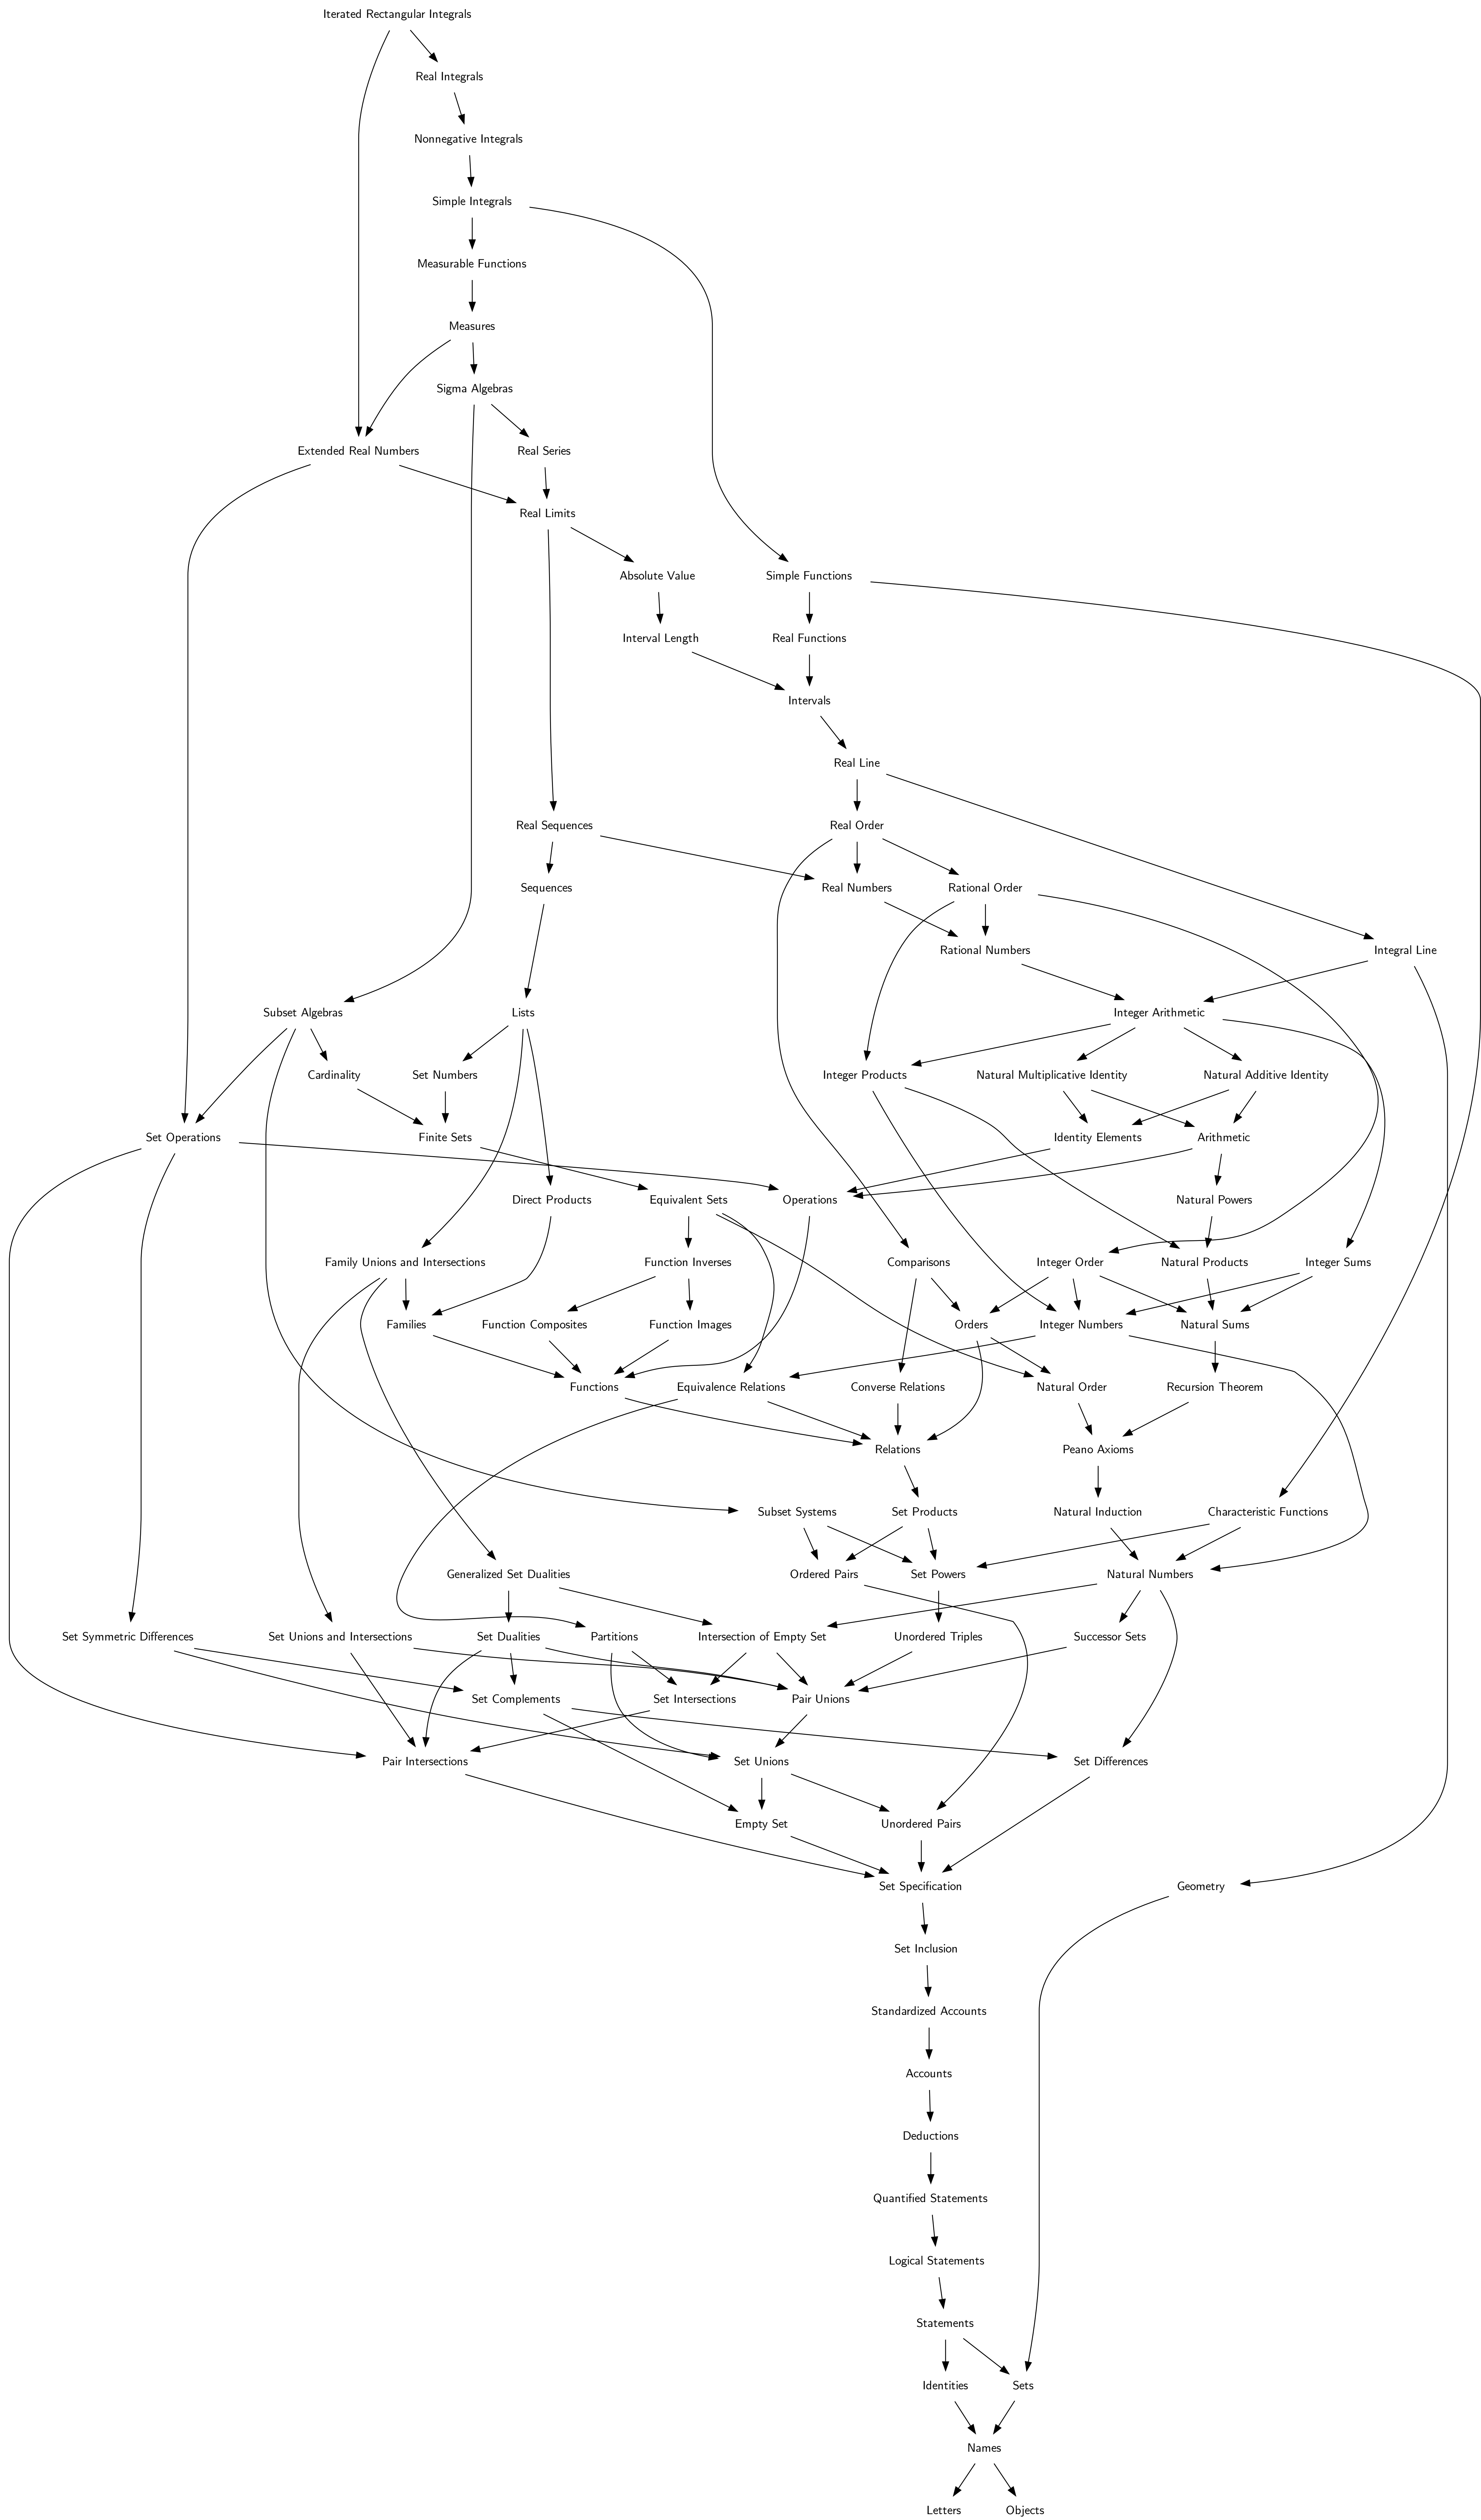 Iterated Rectangular Integrals
Real Integrals
Nonnegative Integrals
Simple Integrals
Measurable Functions
Measures
Sigma Algebras
Extended Real Numbers
Real Series
Real Limits
Absolute Value
Simple Functions
Interval Length
Real Functions
Intervals
Real Line
Real Sequences
Real Order
Sequences
Real Numbers
Rational Order
Rational Numbers
Integral Line
Subset Algebras
Lists
Integer Arithmetic
Cardinality
Set Numbers
Integer Products
Natural Multiplicative Identity
Natural Additive Identity
Set Operations
Finite Sets
Identity Elements
Arithmetic
Direct Products
Equivalent Sets
Operations
Natural Powers
Family Unions and Intersections
Function Inverses
Comparisons
Integer Order
Natural Products
Integer Sums
Families
Function Composites
Function Images
Orders
Integer Numbers
Natural Sums
Functions
Equivalence Relations
Converse Relations
Natural Order
Recursion Theorem
Relations
Peano Axioms
Subset Systems
Set Products
Natural Induction
Characteristic Functions
Generalized Set Dualities
Ordered Pairs
Set Powers
Natural Numbers
Set Symmetric Differences
Set Unions and Intersections
Set Dualities
Partitions
Intersection of Empty Set
Unordered Triples
Successor Sets
Set Complements
Set Intersections
Pair Unions
Pair Intersections
Set Unions
Set Differences
Empty Set
Unordered Pairs
Set Specification
Geometry
Set Inclusion
Standardized Accounts
Accounts
Deductions
Quantified Statements
Logical Statements
Statements
Identities
Sets
Names
Letters
Objects